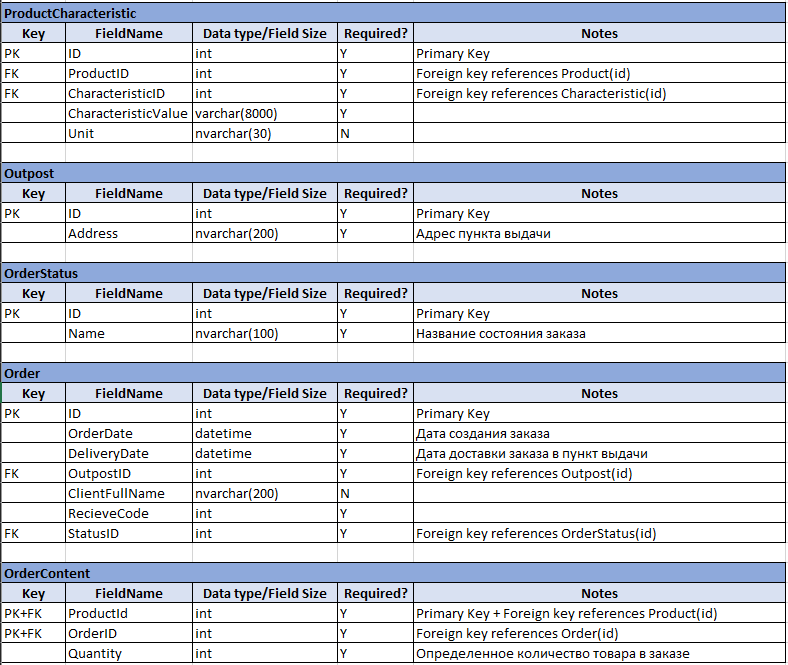 ProductCharacteristic
Key FieldName Data type/Field Size Required? Notes
PK ID int Y Primary Key
FK ProductID int Y Foreign key references Product(id)
FK CharacteristicID int Y Foreign key references Characteristic(id)
CharacteristicValue varchar(8000) Y
Unit nvarchar(30) N
Outpost
Key FieldName Data type/Field Size Required? Notes
PK ID int Y Primary Key
Address nvarchar(200) Y Адрес пункта выдачи
OrderStatus
Key FieldName Data type/Field Size Required? Notes
PK ID int Y Primary Key
Name nvarchar(100) Y Название состояния заказа
Order
Key FieldName Data type/Field Size Required? Notes
PK ID int Y Primary Key
OrderDate datetime Y Дата создания заказа
DeliveryDate datetime Y Дата доставки заказа в пункт выдачи
FK OutpostID int Y Foreign key references Outpost(id)
ClientFullName nvarchar(200) N
RecieveCode int Y
FK StatusID int Y Foreign key references OrderStatus(id)
OrderContent
Key FieldName Data type/Field Size Required? Notes
PK+FK ProductId int Y Primary Key + Foreign key references Product(id)
PK+FK OrderID int Y Foreign key references Order(id)
Quantity int Y Определенное количество товара в заказе